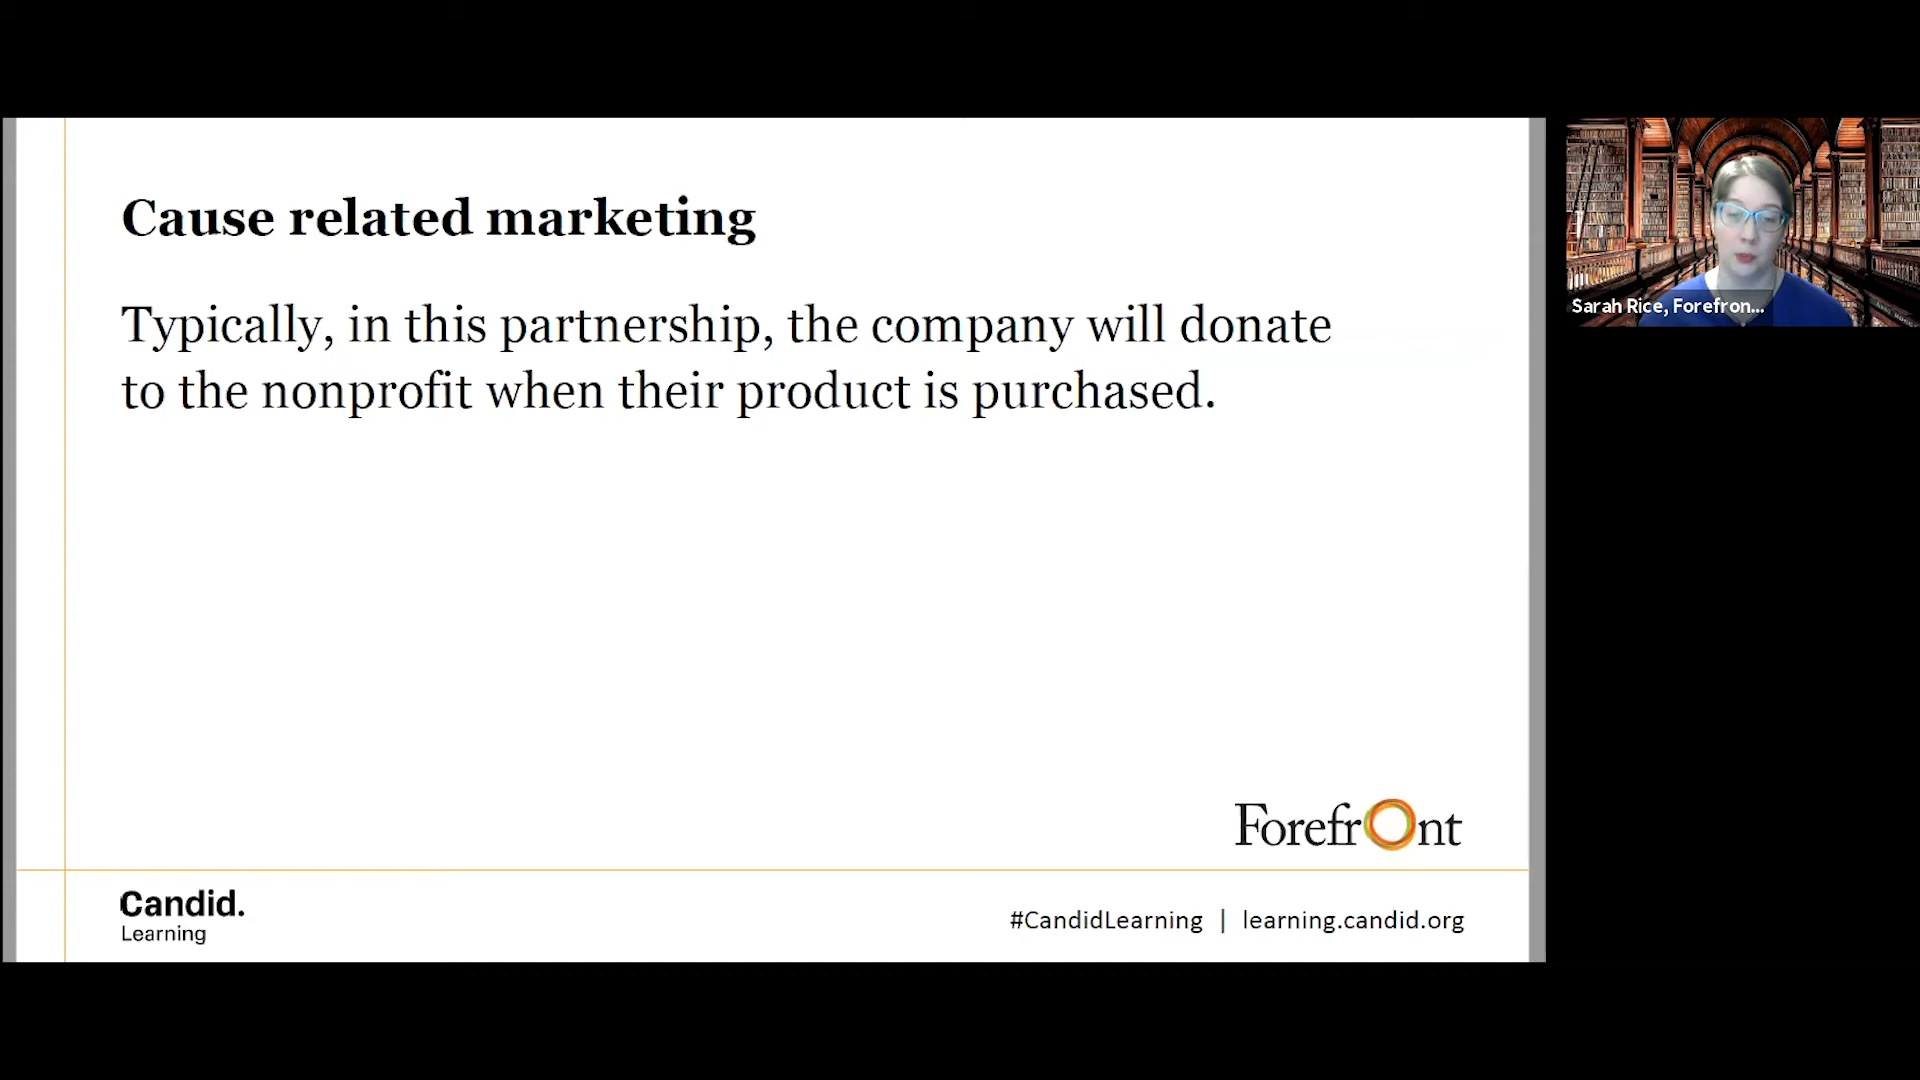 Cause related marketing
Typically, in this partnership, the company will donate
to the nonprofit when their product is purchased.
Sarah Rice, Forefron...
Forefront
Candid.
Learning
#CandidLearning | learning.candid.org